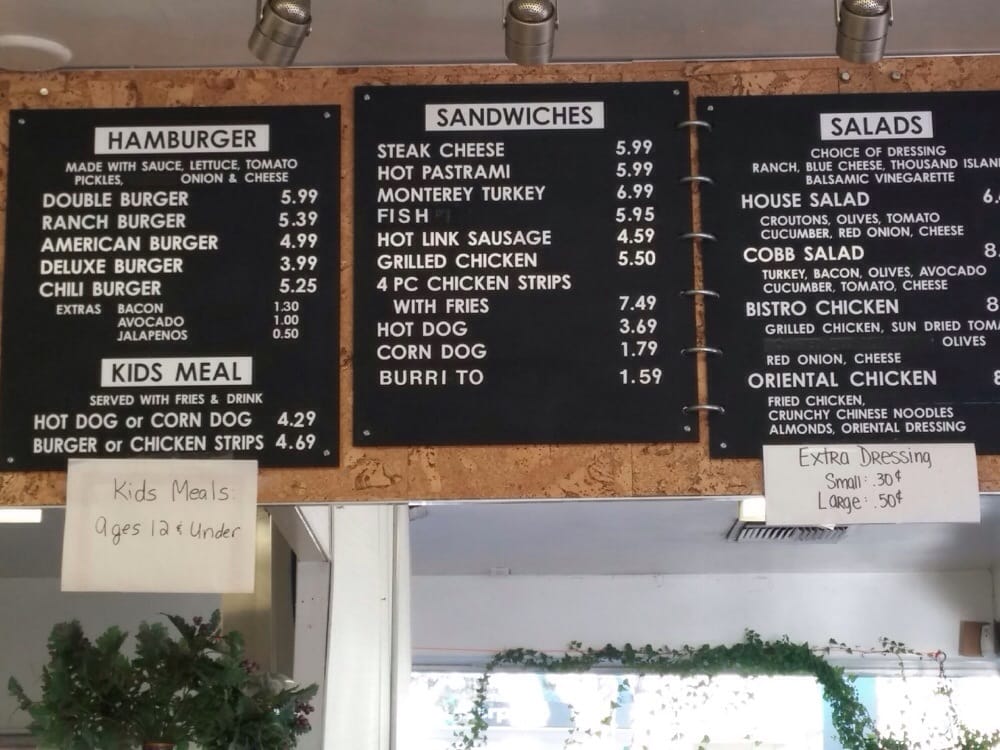 HAMBURGER
MADE WITH SAUCE, LETTUCE, TOMATO
PICKLES, ONION & CHEESE
DOUBLE BURGER 5.99
RANCH BURGER 5.39
AMERICAN BURGER 4.99
DELUXE BURGER 3.99
CHILI BURGER 5.25
EXTRAS BACON 1.30
AVOCADO 1.00
JALAPENOS 0.50
KIDS MEAL
SERVED WITH FRIES & DRINK
HOT DOG or CORN DOG 4.29
BURGER or CHICKEN STRIPS 4.69
Kids Meals:
Ages 12 & Under
SANDWICHES
STEAK CHEESE 5.99
HOT PASTRAMI 5.99
MONTEREY TURKEY 6.99
FISH 5.95
HOT LINK SAUSAGE 4.59
GRILLED CHICKEN 5.50
4 PC CHICKEN STRIPS
WITH FRIES 7.49
HOT DOG 3.69
CORN DOG 1.79
BURRI TO 1.59
SALADS
CHOICE OF DRESSING
RANCH, BLUE CHEESE, THOUSAND
BALSAMIC VINEGARETTE
HOUSE SALAD 6.
CROUTONS, OLIVES, TOMATO
CUCUMBER, RED ONION, CHEESE
COBB SALAD 8.
TURKEY, BACON, OLIVES, AVOCADO
CUCUMBER, TOMATO, CHEESE
BISTRO CHICKEN 8.
GRILLED CHICKEN, SUN DRIED
OLIVES
RED ONION, CHEESE
ORIENTAL CHICKEN
FRIED CHICKEN,
CRUNCHY CHINESE NOODLES
ALMONDS, ORIENTAL DRESSING
Extra Dressing
Small: .30¢
Large: .50¢